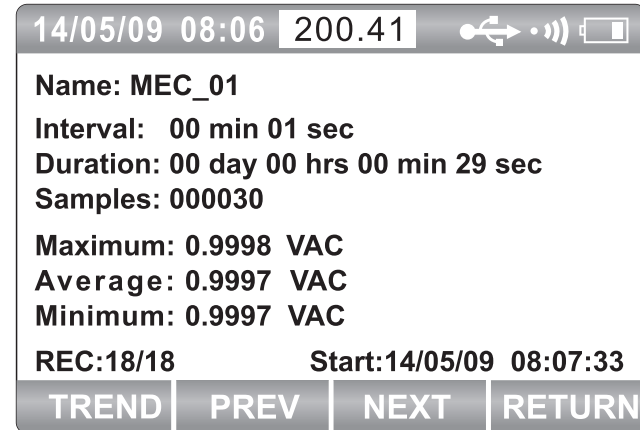 14/05/09 08:06 200.41
Name: MEC_01
Interval: 00 min 01 sec
Duration: 00 day 00 hrs 00 min 29 sec
Samples: 000030
Maximum: 0.9998 VAC
Average: 0.9997 VAC
Minimum: 0.9997 VAC
REC:18/18 Start:14/05/09 08:07:33
TREND PREV NEXT RETURN